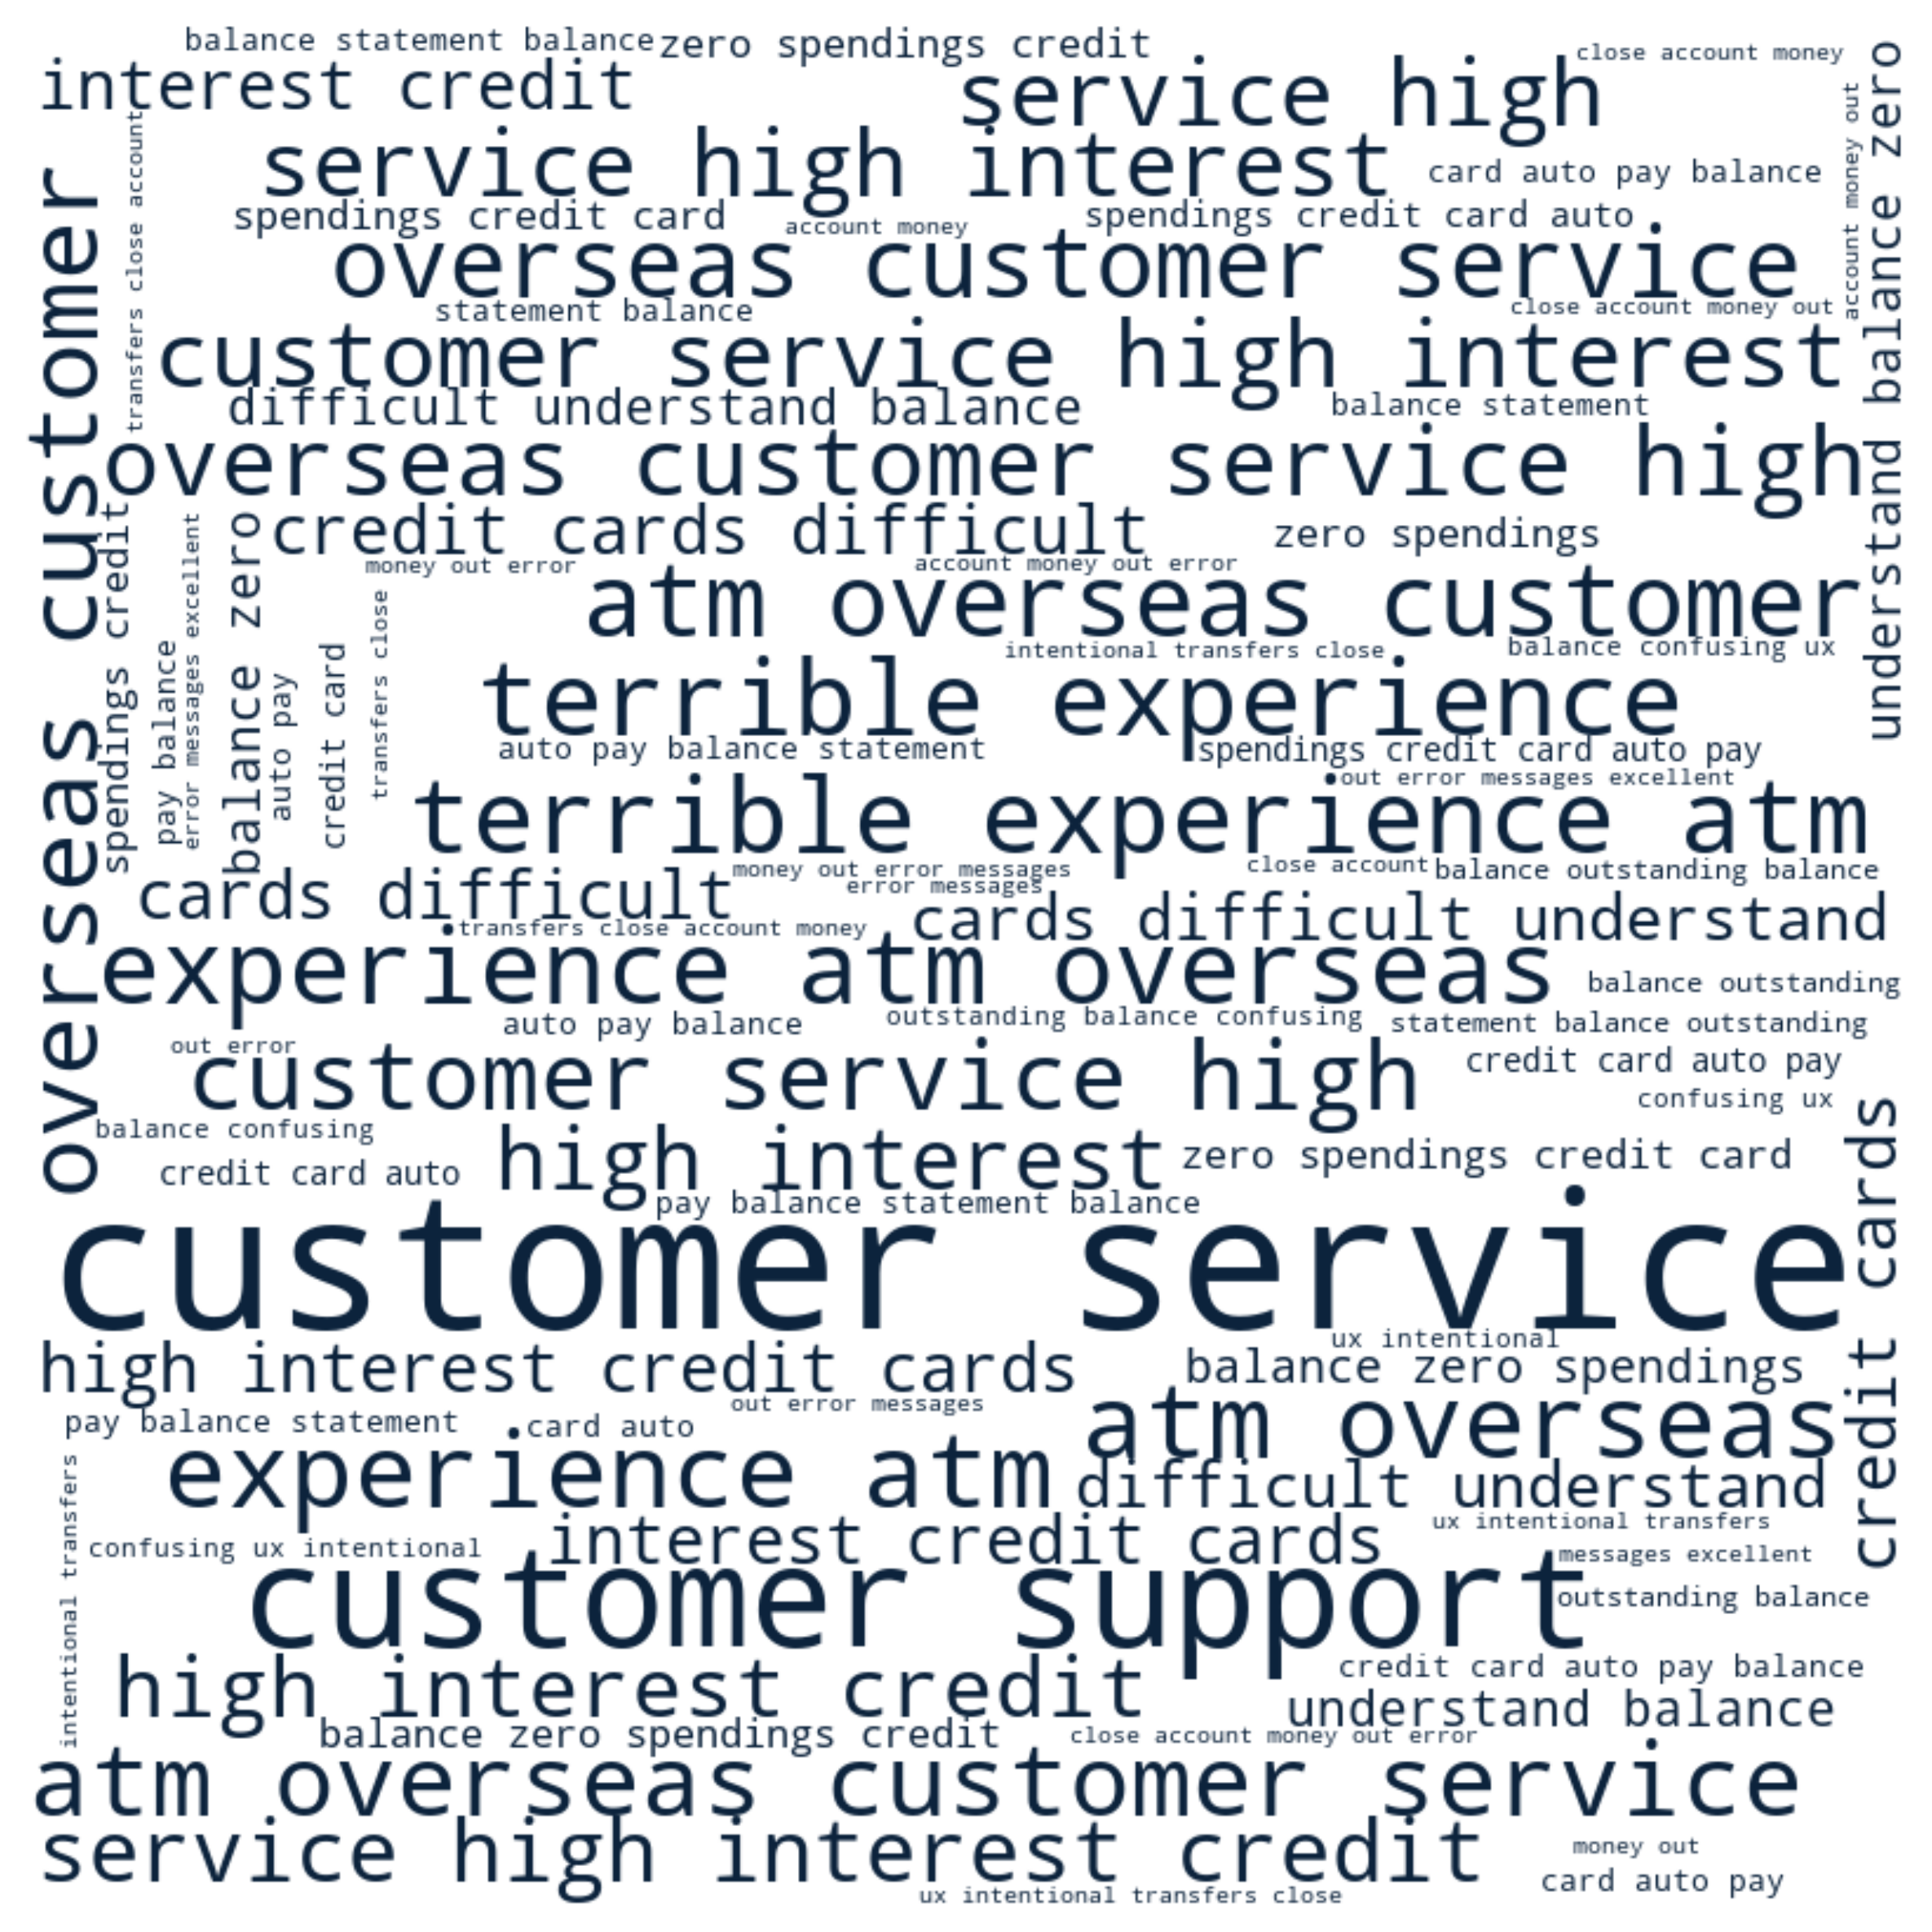 balance statement balance
zero spendings credit
close account money
interest credit
service high
understand balance zero
account money out
overseas customer
transfers close account
service high interest
card auto pay balance
spendings credit card
account money
spendings credit card auto
overseas customer service
statement balance
close account money out
customer service high interest
difficult understand balance
balance statement
overseas customer service high
spendings credit
credit cards difficult
zero spendings
error messages excellent
balance zero
money out error
account money out error
atm overseas customer
pay balance
auto pay
credit card
transfers close
intentional transfers close
balance confusing ux
terrible experience
auto pay balance statement
spendings credit card auto pay
out error messages excellent
terrible experience atm
cards difficult
money out error messages
close account
balance outstanding balance
error messages
cards difficult understand
transfers close account money
experience atm overseas
balance outstanding
auto pay balance
outstanding balance confusing
statement balance outstanding
out error
customer service high
credit card auto pay
confusing ux
balance confusing
credit cards
high interest
zero spendings credit card
credit card auto
pay balance statement balance
customer service
ux intentional
high interest credit cards
balance zero spendings
out error messages
pay balance statement
card auto
atm overseas
experience atm
difficult understand
intentional transfers
interest credit cards
ux intentional transfers
confusing ux intentional
messages excellent
customer support
outstanding balance
high interest credit
credit card auto pay balance
understand balance
balance zero spendings credit
close account money out error
atm overseas customer service
service high interest credit
money out
card auto pay
ux intentional transfers close